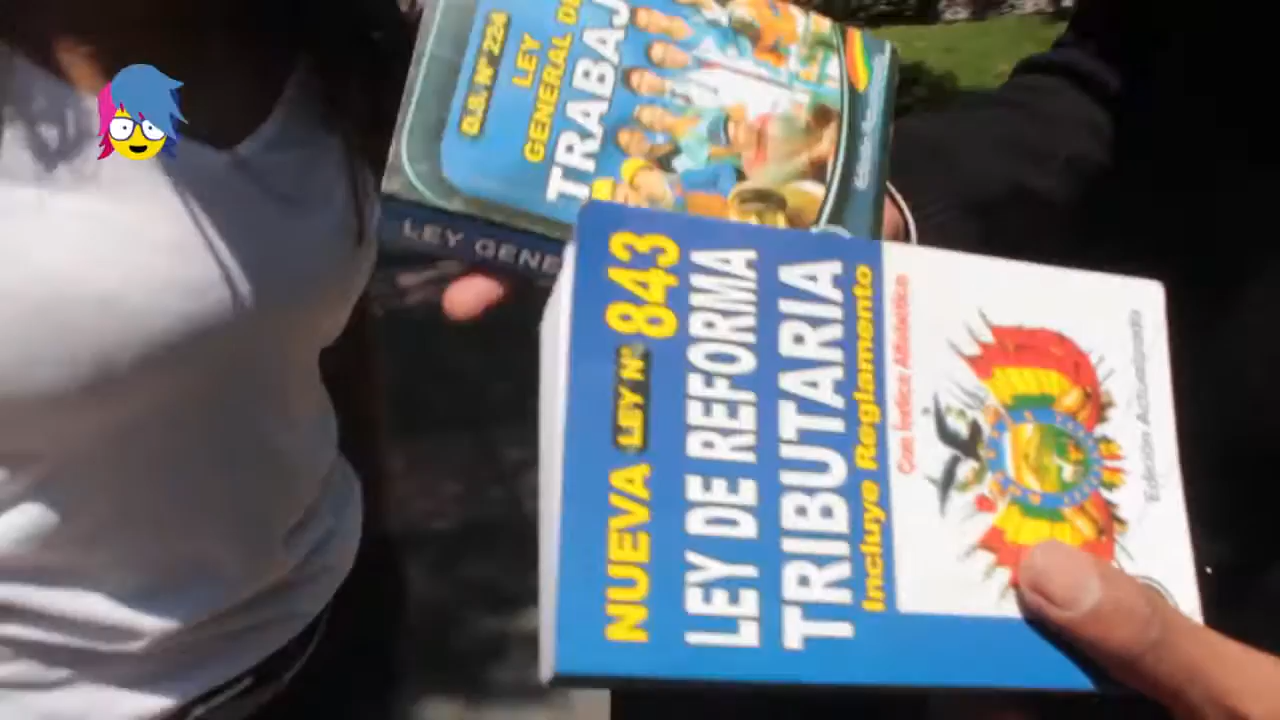 D.S. N° 224
LEY
GENERAL DE
TRABAJ
LEY GENE
NUEVA LEY Nº 843
LEY DE REFORMA
TRIBUTARIA
Incluye Reglamento
Con Índice Alfabético
Edición Actualizada